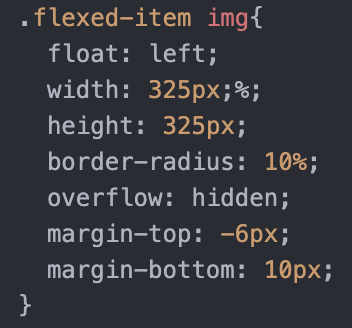 .flexed-item img{
float: left;
width: 325px;%;
height: 325px;
border-radius: 10%;
overflow: hidden;
margin-top: -6px;
margin-bottom: 10px;
}